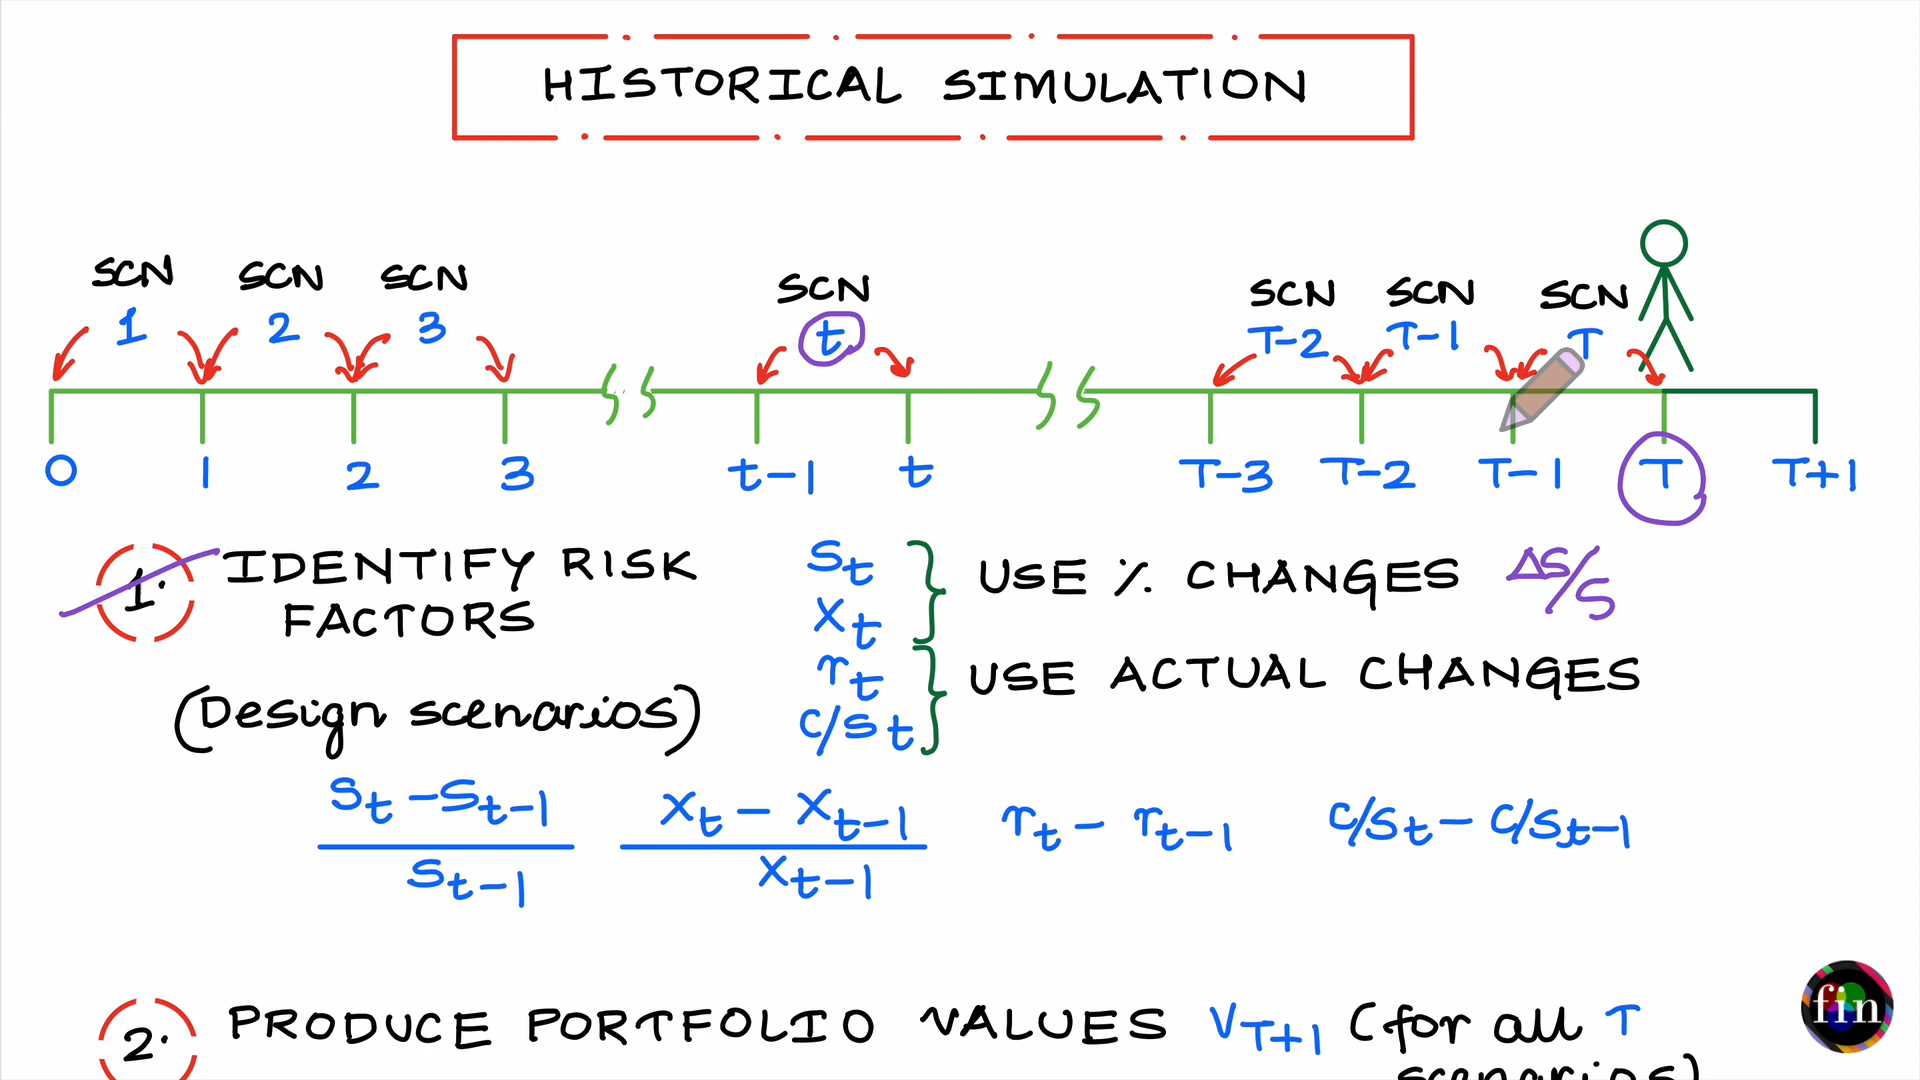 HISTORICAL SIMULATION
SCN SCN SCN SCN SCN SCN SCN
1 2 3 t T-2 T-1 T
0 1 2 3 t-1 t T-3 T-2 T-1 T T+1
1. IDENTIFY RISK FACTORS
(Design scenarios)
St
Xt
rt
C/St
USE % CHANGES ΔS/S
USE ACTUAL CHANGES
St - St-1 / St-1
Xt - Xt-1 / Xt-1
rt - rt-1
C/St - C/St-1
2. PRODUCE PORTFOLIO VALUES VT+1 (for all T
scenarios)
fin